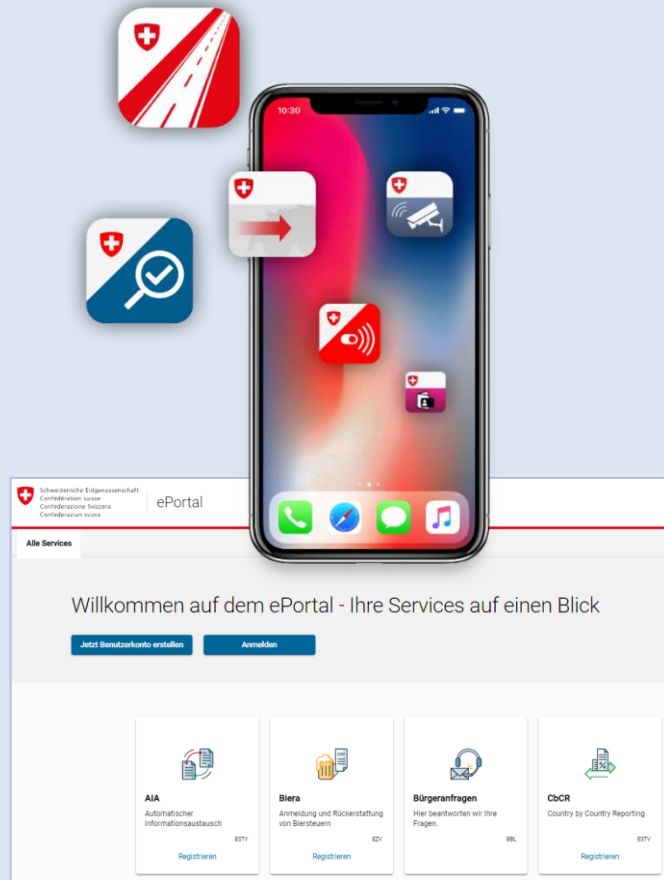 10:30
Schweizerische Eidgenossenschaft
Confédération suisse
Confederazione Svizzera
Confederaziun svizra
ePortal
Alle Services
Willkommen auf dem ePortal - Ihre Services auf einen Blick
Jetzt Benutzerkonto erstellen
Anmelden
AIA
Automatischer
Informationsaustausch
ESTV
Registrieren
Biera
Anmeldung und Rückerstattung
von Biersteuern
EZV
Registrieren
Bürgeranfragen
Hier beantworten wir Ihre
Fragen.
BBL
CbCR
Country by Country Reporting
ESTV
Registrieren